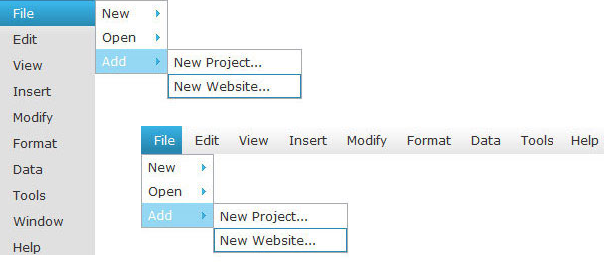 File
Edit
View
Insert
Modify
Format
Data
Tools
Window
Help
New
Open
Add
New Project...
New Website...
File Edit View Insert Modify Format Data Tools Help
New
Open
Add
New Project...
New Website...